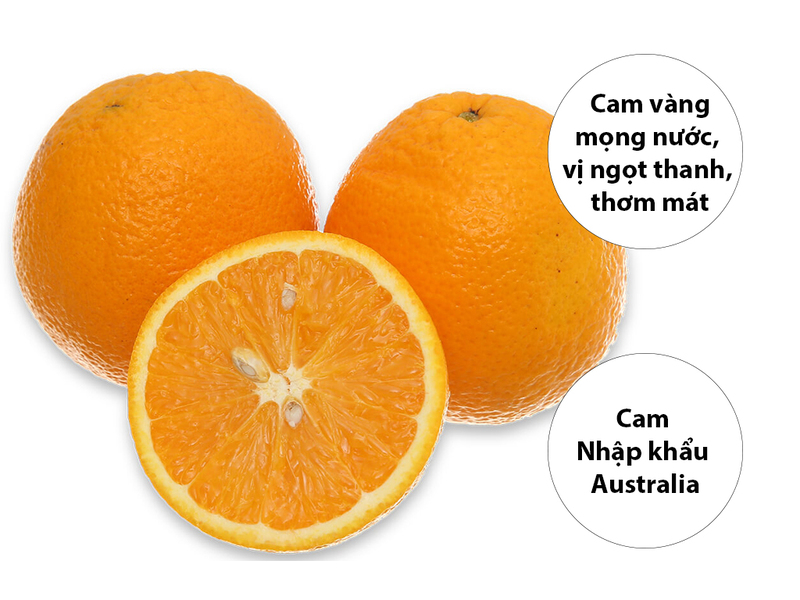 Cam vàng
mọng nước,
vị ngọt thanh,
thơm mát
Cam
Nhập khẩu
Australia